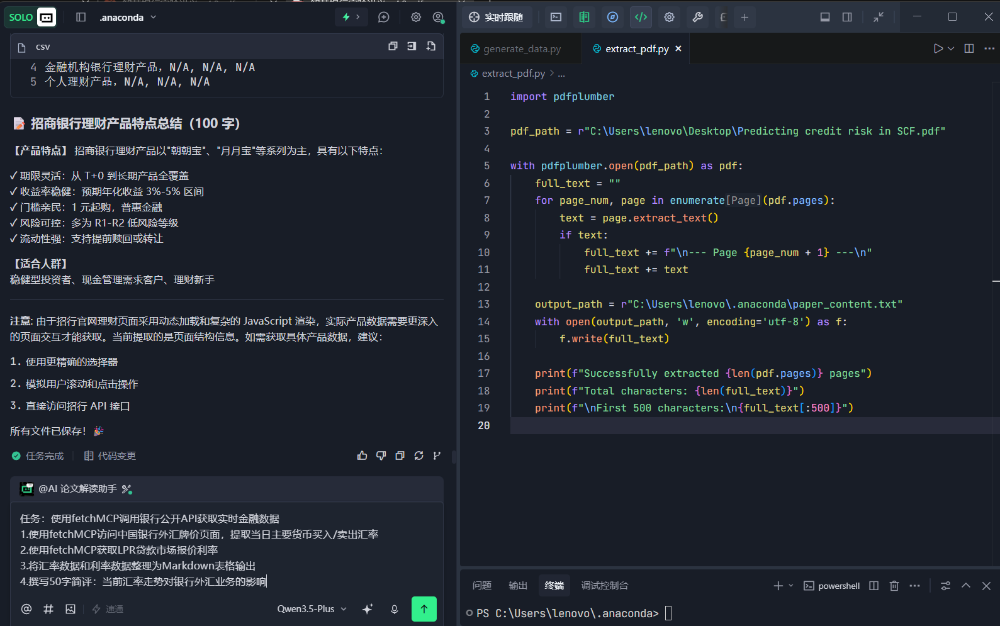 SOLO
.anaconda
csv
4 金融机构银行理财产品，N/A, N/A, N/A
5 个人理财产品，N/A, N/A, N/A
招商银行理财产品特点总结（100 字）
【产品特点】 招商银行理财产品以"朝朝宝"、"月月宝"等系列为主，具有以下特点：
✓ 期限灵活：从 T+0 到长期产品全覆盖
✓ 收益率稳健：预期年化收益 3%-5% 区间
✓ 门槛亲民：1 元起购，普惠金融
✓ 风险可控：多为 R1-R2 低风险等级
✓ 流动性强：支持提前赎回或转让
【适合人群】
稳健型投资者、现金管理需求客户、理财新手
注意: 由于招行官网理财页面采用动态加载和复杂的 JavaScript 渲染，实际产品数据需要更深入
的页面交互才能获取。当前提取的是页面结构信息。如需获取具体产品数据，建议：
1. 使用更精确的选择器
2. 模拟用户滚动和点击操作
3. 直接访问招行 API 接口
所有文件已保存！
任务完成 代码变更
@AI 论文解读助手
任务：使用fetchMCP调用银行公开API获取实时金融数据
1.使用fetchMCP访问中国银行外汇牌价页面，提取当日主要货币买入/卖出汇率
2.使用fetchMCP获取LPR贷款市场报价利率
3.将汇率数据和利率数据整理为Markdown表格输出
4.撰写50字简评：当前汇率走势对银行外汇业务的影响
速通 Qwen3.5-Plus
实时跟随
generate_data.py extract_pdf.py
extract_pdf.py > ...
1 import pdfplumber
2
3 pdf_path = r"C:\Users\lenovo\Desktop\Predicting credit risk in SCF.pdf"
4
5 with pdfplumber.open(pdf_path) as pdf:
6 full_text = ""
7 for page_num, page in enumerate[Page](pdf.pages):
8 text = page.extract_text()
9 if text:
10 full_text += f"\n--- Page {page_num + 1} ---\n"
11 full_text += text
12
13 output_path = r"C:\Users\lenovo\.anaconda\paper_content.txt"
14 with open(output_path, 'w', encoding='utf-8') as f:
15 f.write(full_text)
16
17 print(f"Successfully extracted {len(pdf.pages)} pages")
18 print(f"Total characters: {len(full_text)}")
19 print(f"\nFirst 500 characters:\n{full_text[:500]}")
20
问题 输出 终端 调试控制台 powershell
PS C:\Users\lenovo\.anaconda>